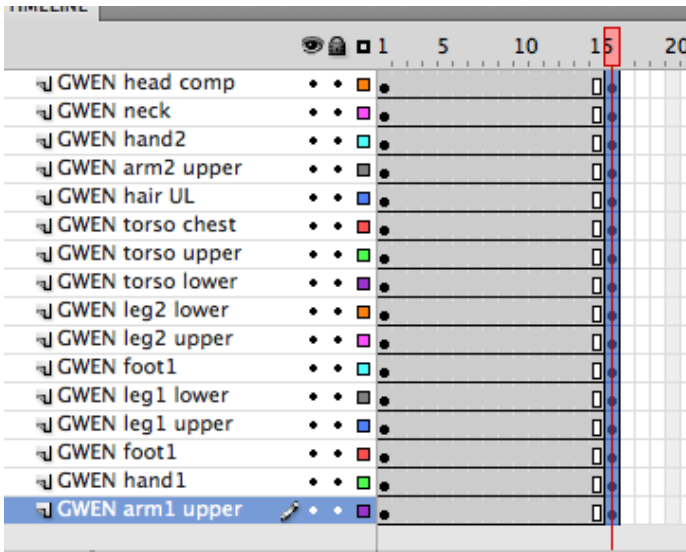 TIMELINE
1 5 10 15 20
GWEN head comp
GWEN neck
GWEN hand2
GWEN arm2 upper
GWEN hair UL
GWEN torso chest
GWEN torso upper
GWEN torso lower
GWEN leg2 lower
GWEN leg2 upper
GWEN foot1
GWEN leg1 lower
GWEN leg1 upper
GWEN foot1
GWEN hand1
GWEN arm1 upper